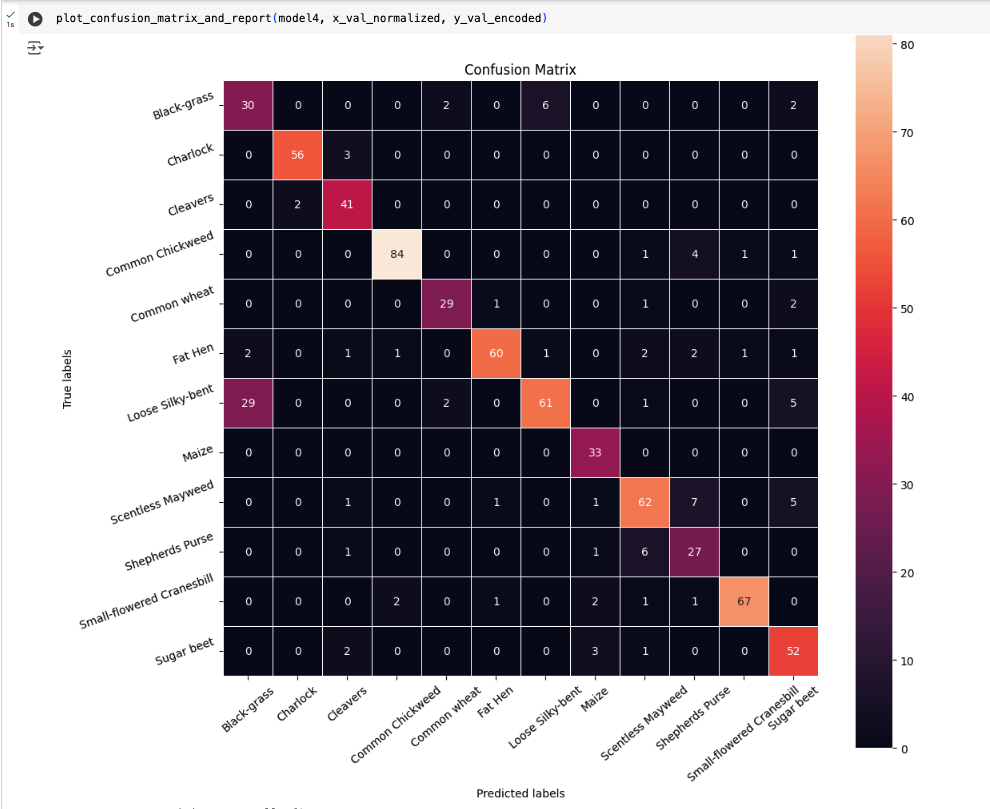 1s
plot_confusion_matrix_and_report(model4, x_val_normalized, y_val_encoded)
Confusion Matrix
True labels
Black-grass 30 0 0 0 2 0 6 0 0 0 0 2
Charlock 0 56 3 0 0 0 0 0 0 0 0 0
Cleavers 0 2 41 0 0 0 0 0 0 0 0 0
Common Chickweed 0 0 0 84 0 0 0 0 1 4 1 1
Common wheat 0 0 0 0 29 1 0 0 1 0 0 2
Fat Hen 2 0 1 1 0 60 1 0 2 2 1 1
Loose Silky-bent 29 0 0 0 2 0 61 0 1 0 0 5
Maize 0 0 0 0 0 0 0 33 0 0 0 0
Scentless Mayweed 0 0 1 0 0 1 0 1 62 7 0 5
Shepherds Purse 0 0 1 0 0 0 0 1 6 27 0 0
Small-flowered Cranesbill 0 0 0 2 0 1 0 2 1 1 67 0
Sugar beet 0 0 2 0 0 0 0 3 1 0 0 52
Black-grass
Charlock
Cleavers
Common Chickweed
Common wheat
Fat Hen
Loose Silky-bent
Maize
Scentless Mayweed
Shepherds Purse
Small-flowered Cranesbill
Sugar beet
Predicted labels
80
70
60
50
40
30
20
10
0